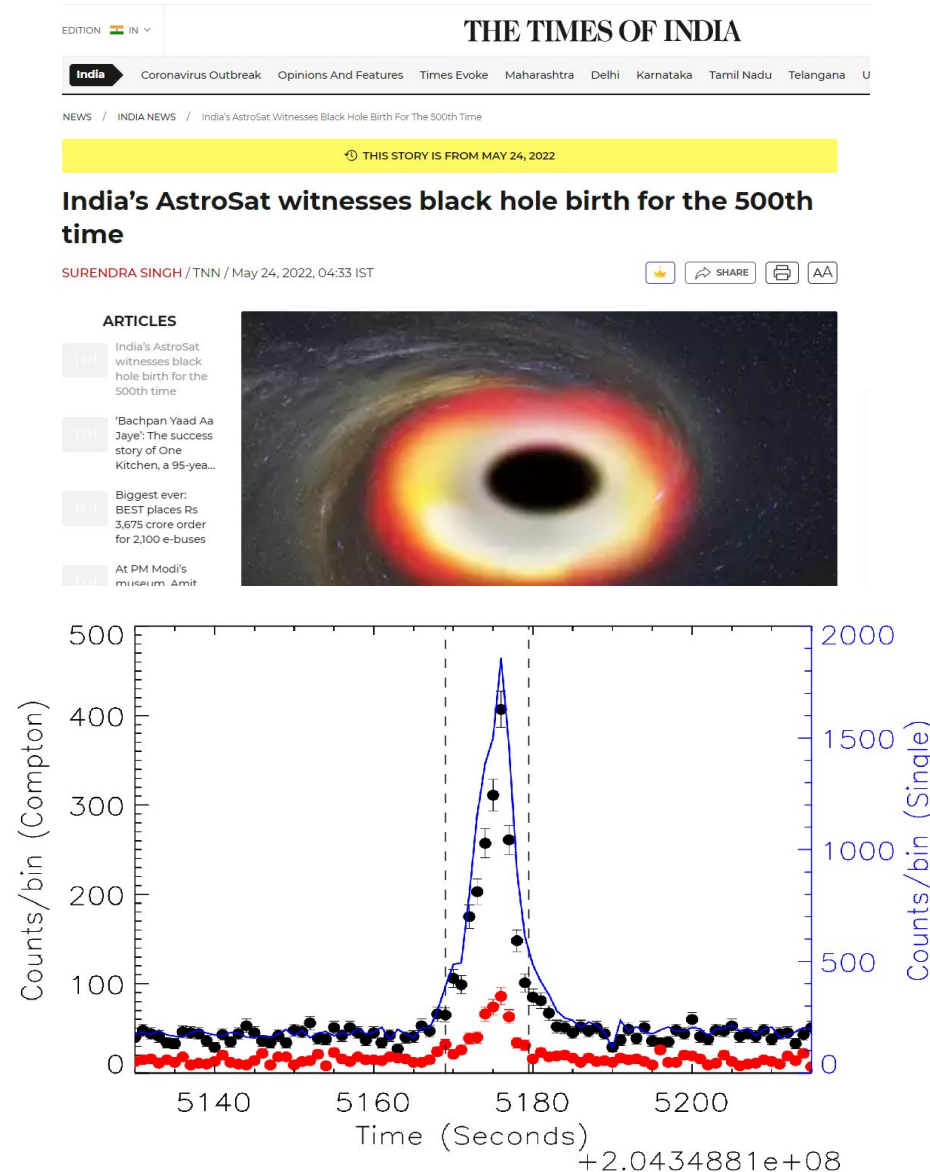 EDITION IN
THE TIMES OF INDIA
India Coronavirus Outbreak Opinions And Features Times Evoke Maharashtra Delhi Karnataka Tamil Nadu Telangana U
NEWS / INDIA NEWS / India's AstroSat Witnesses Black Hole Birth For The 500th Time
THIS STORY IS FROM MAY 24, 2022
India's AstroSat witnesses black hole birth for the 500th
time
SURENDRA SINGH / TNN / May 24, 2022, 04:33 IST
SHARE
AA
ARTICLES
TOI
India's AstroSat
witnesses black
hole birth for the
500th time
TOI
'Bachpan Yaad Aa
Jaye': The success
story of One
Kitchen, a 95-yea...
TOI
Biggest ever:
BEST places Rs
3,675 crore order
for 2,100 e-buses
TOI
At PM Modi's
museum, Amit
Counts/bin (Compton)
500
400
300
200
100
0
5140 5160 5180 5200
Time (Seconds)
+2.0434881e+08
2000
1500
1000
500
0
Counts/bin (Single)